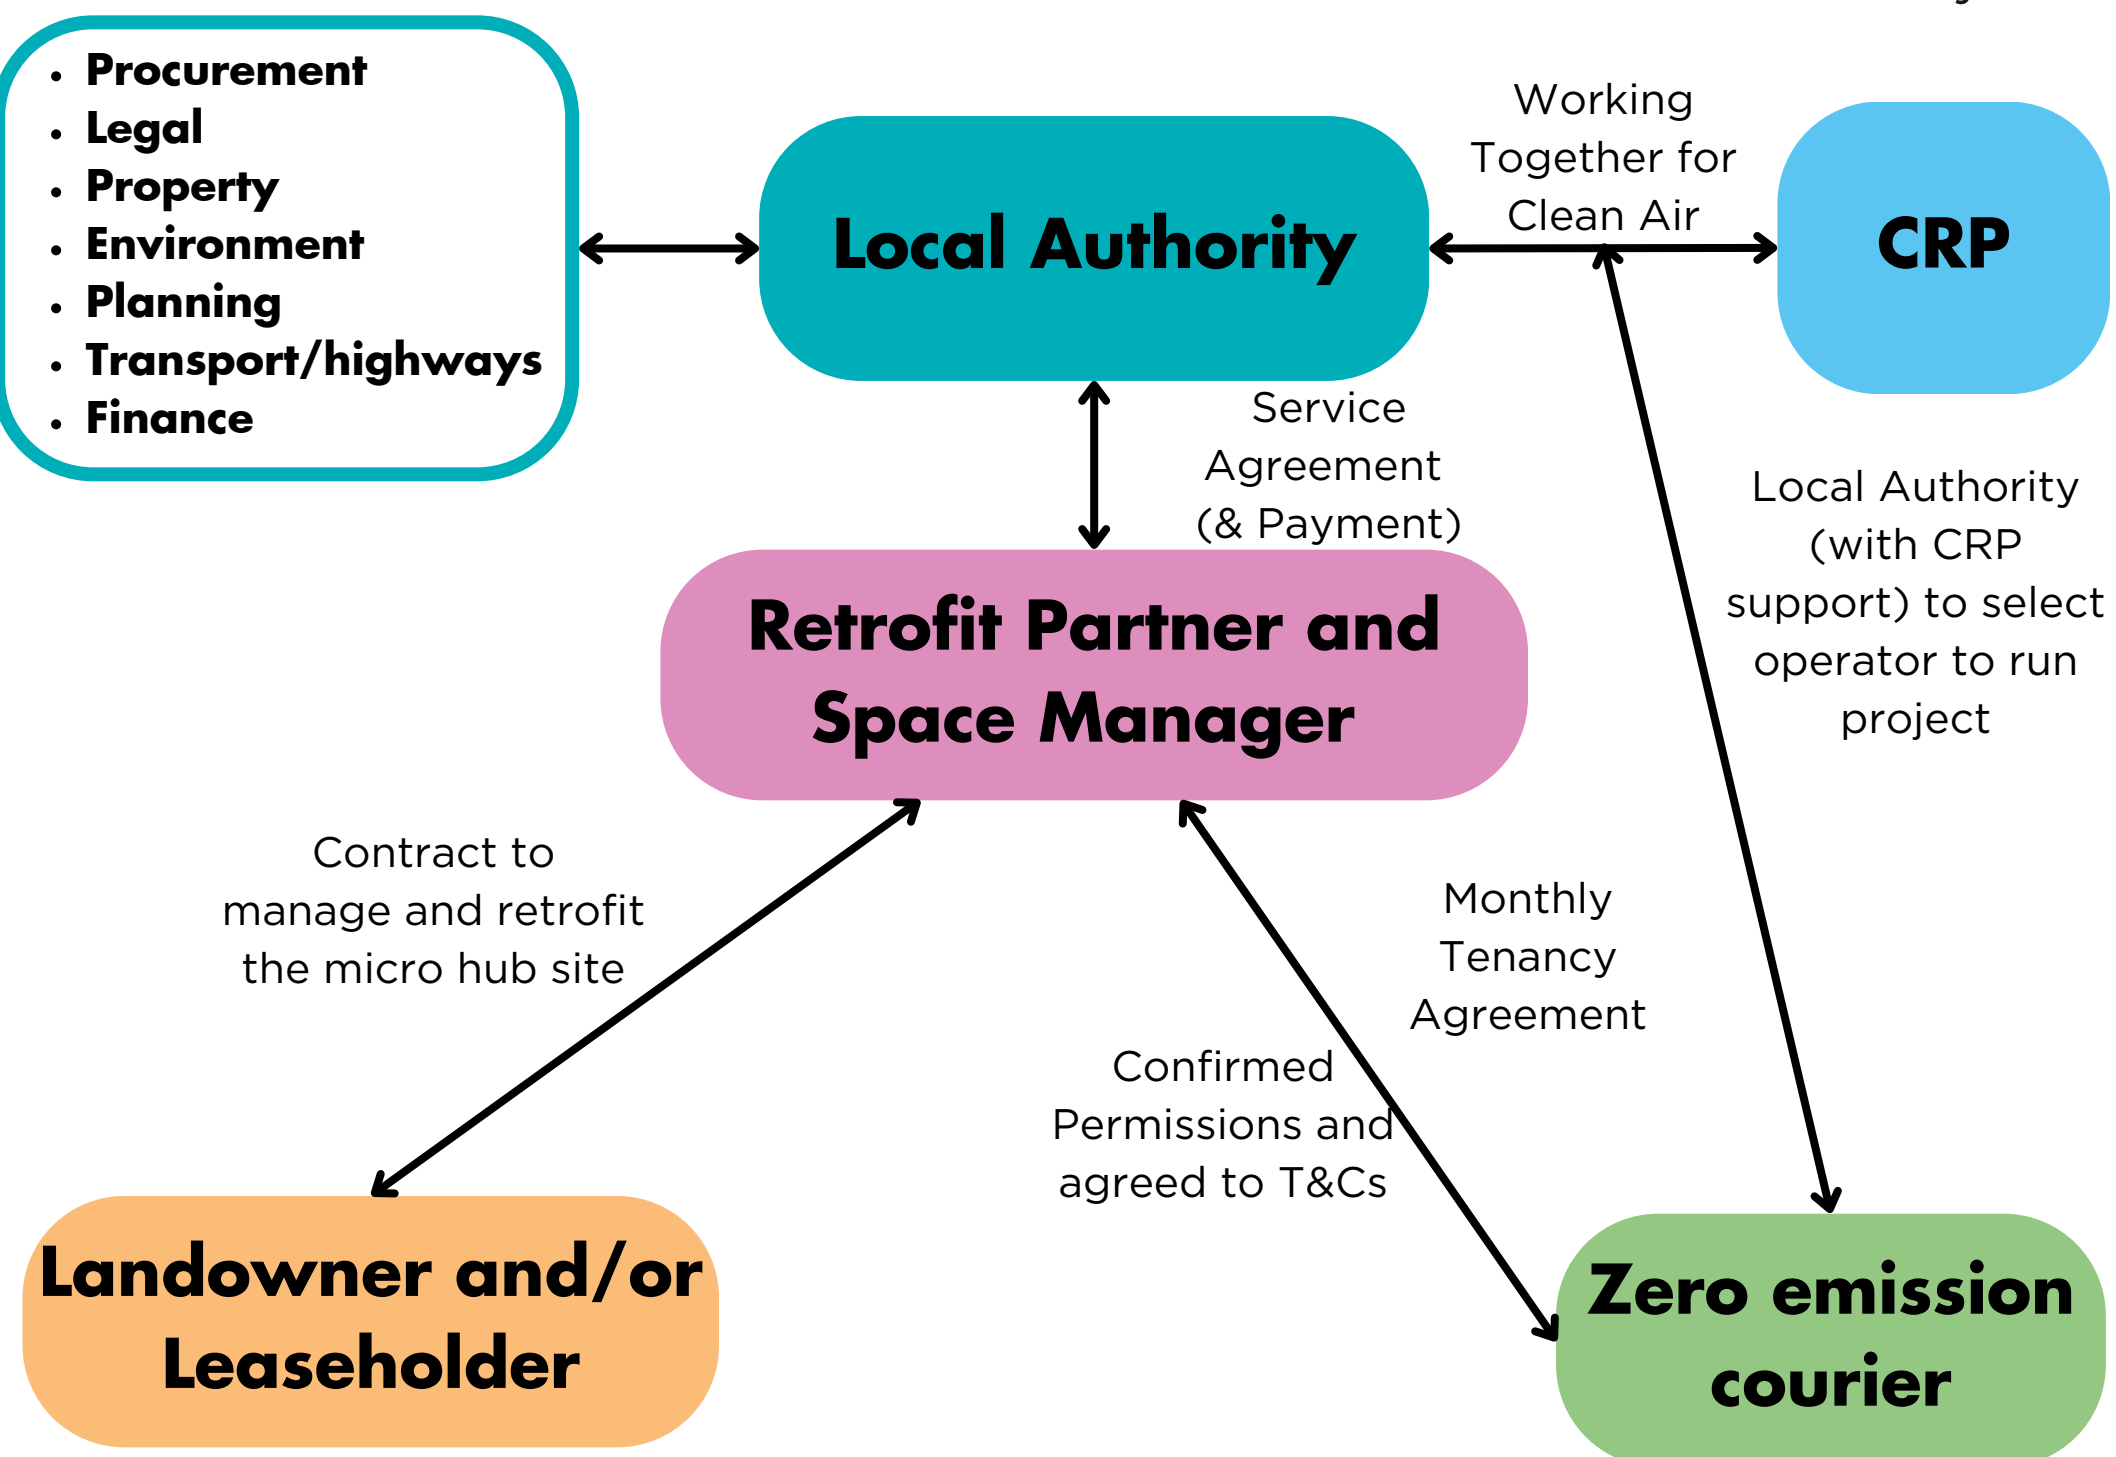 • Procurement
• Legal
• Property
• Environment
• Planning
• Transport/highways
• Finance
Local Authority
Working
Together for
Clean Air
CRP
Service
Agreement
(& Payment)
Local Authority
(with CRP
support) to select
operator to run
project
Retrofit Partner and
Space Manager
Contract to
manage and retrofit
the micro hub site
Monthly
Tenancy
Agreement
Confirmed
Permissions and
agreed to T&Cs
Landowner and/or
Leaseholder
Zero emission
courier